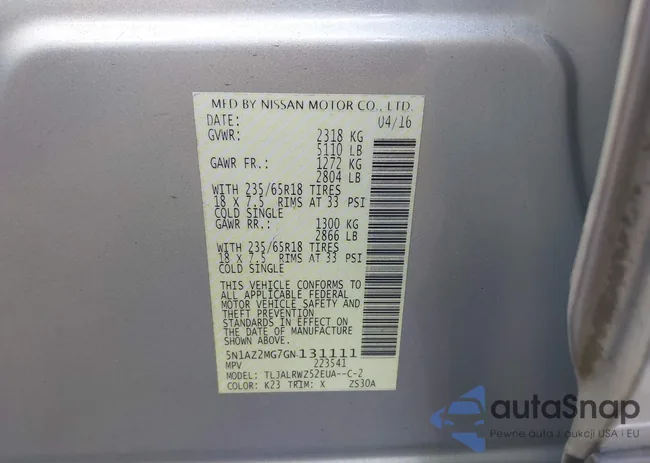 MFD BY NISSAN MOTOR CO., LTD.
DATE: 04/16
GVWR: 2318 KG
5110 LB
GAWR FR.: 1272 KG
2804 LB
WITH 235/65R18 TIRES
18 X 7.5 RIMS AT 33 PSI
COLD SINGLE
GAWR RR.: 1300 KG
2866 LB
WITH 235/65R18 TIRES
18 X 7.5 RIMS AT 33 PSI
COLD SINGLE
THIS VEHICLE CONFORMS TO
ALL APPLICABLE FEDERAL
MOTOR VEHICLE SAFETY AND
THEFT PREVENTION
STANDARDS IN EFFECT ON
THE DATE OF MANUFACTURE
SHOWN ABOVE.
5N1AZ2MG7GN131111
MPV 223541
MODEL: TLJALRWZ52EUA--C-2
COLOR: K23 TRIM: X ZS30A
autaSnap
Pewne auta z aukcji USA i EU